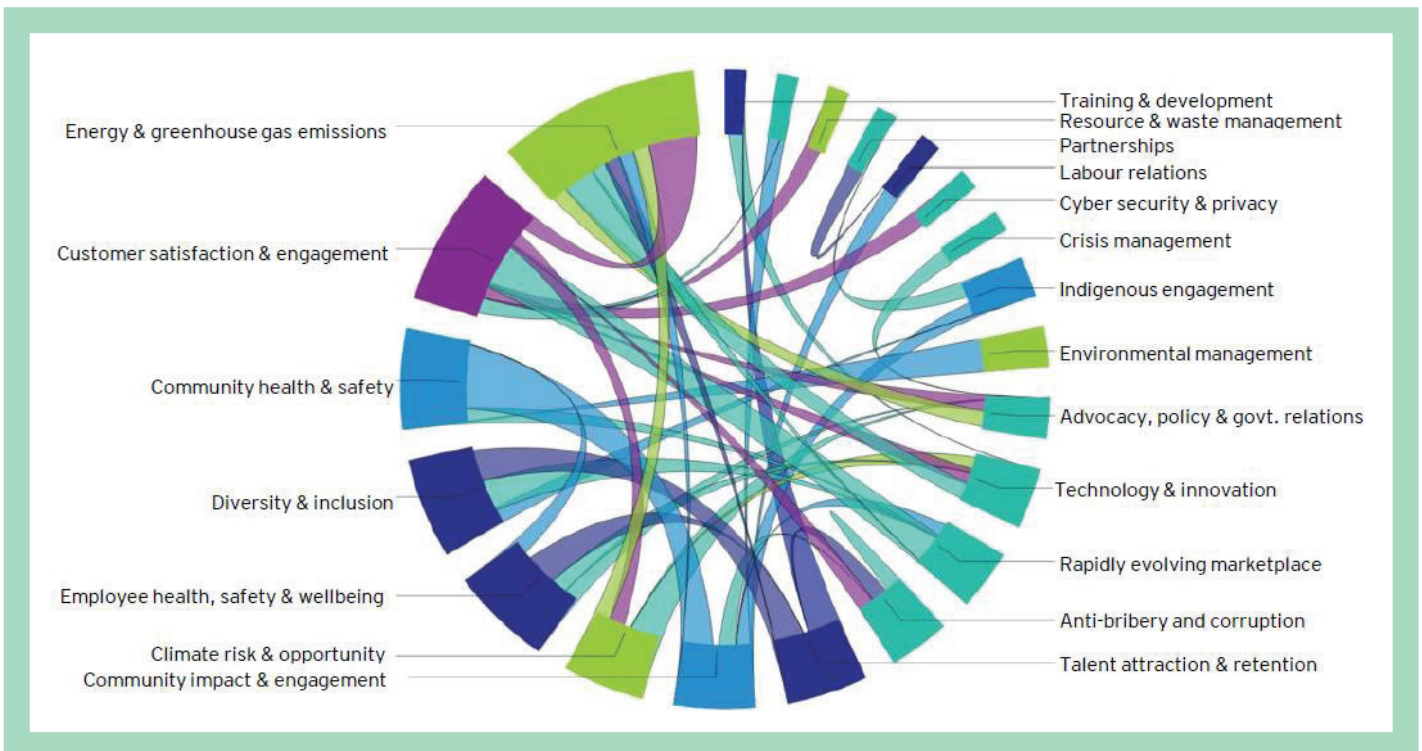 Energy & greenhouse gas emissions
Customer satisfaction & engagement
Community health & safety
Diversity & inclusion
Employee health, safety & wellbeing
Climate risk & opportunity
Community impact & engagement
Training & development
Resource & waste management
Partnerships
Labour relations
Cyber security & privacy
Crisis management
Indigenous engagement
Environmental management
Advocacy, policy & govt. relations
Technology & innovation
Rapidly evolving marketplace
Anti-bribery and corruption
Talent attraction & retention